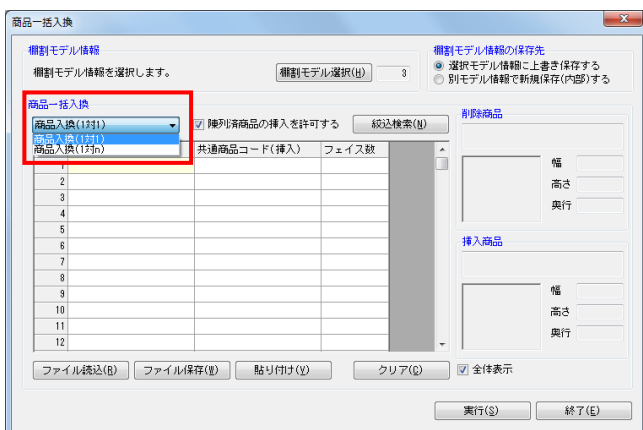 商品一括入換
棚割モデル情報
棚割モデル情報を選択します。
棚割モデル選択(H)
3
棚割モデル情報の保存先
選択モデル情報に上書き保存する
別モデル情報で新規保存(内部)する
商品一括入換
商品入換(1対1)
商品入換(1対1)
商品入換(1対n)
陳列済商品の挿入を許可する
絞込検索(N)
共通商品コード(挿入)
フェイス数
1
2
3
4
5
6
7
8
9
10
11
12
削除商品
幅
高さ
奥行
挿入商品
幅
高さ
奥行
ファイル読込(R)
ファイル保存(W)
貼り付け(V)
クリア(C)
全体表示
実行(S)
終了(E)